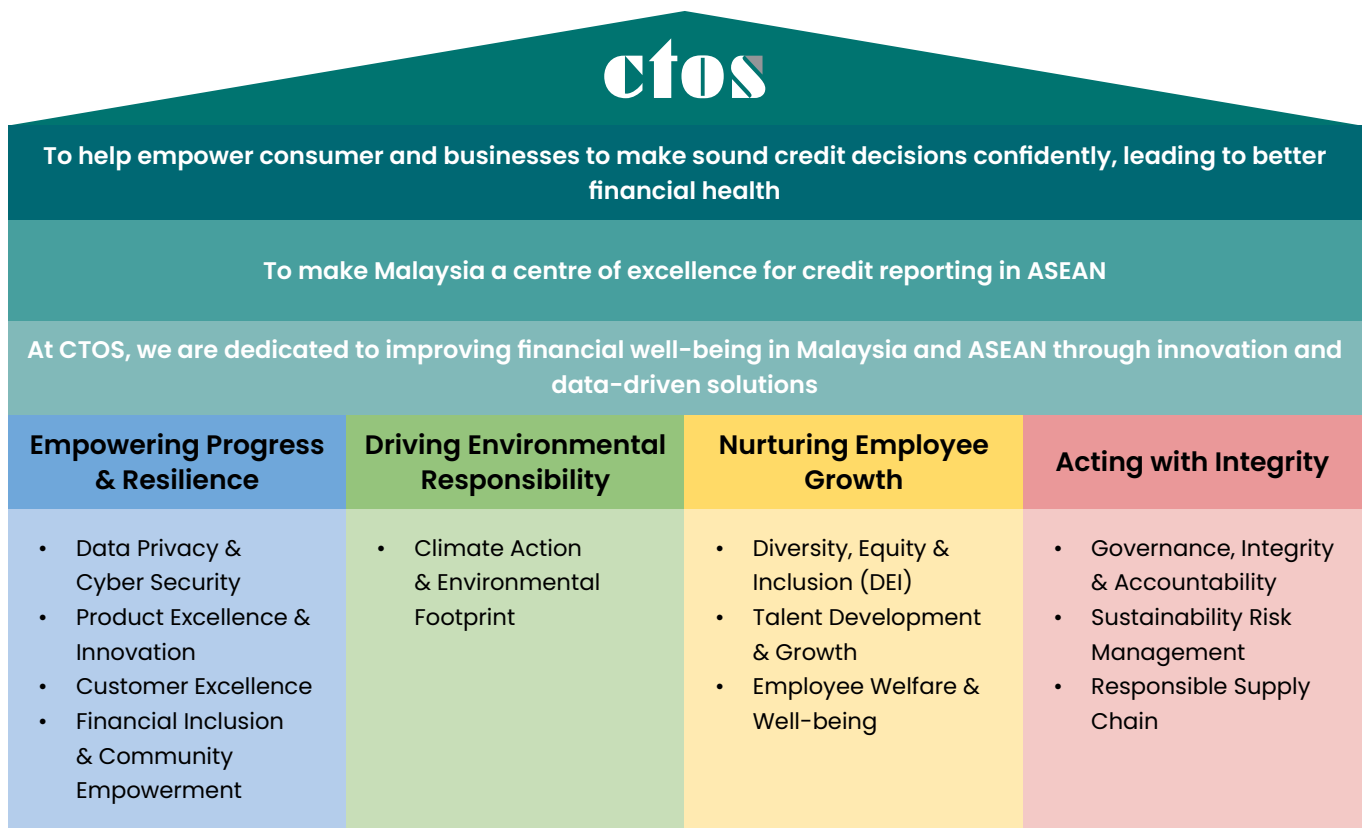 ctos
To help empower consumer and businesses to make sound credit decisions confidently, leading to better
financial health
To make Malaysia a centre of excellence for credit reporting in ASEAN
At CTOS, we are dedicated to improving financial well-being in Malaysia and ASEAN through innovation and
data-driven solutions
Empowering Progress
& Resilience
• Data Privacy &
Cyber Security
• Product Excellence &
Innovation
• Customer Excellence
• Financial Inclusion
& Community
Empowerment
Driving Environmental
Responsibility
• Climate Action
& Environmental
Footprint
Nurturing Employee
Growth
• Diversity, Equity &
Inclusion (DEI)
• Talent Development
& Growth
• Employee Welfare &
Well-being
Acting with Integrity
• Governance, Integrity
& Accountability
• Sustainability Risk
Management
• Responsible Supply
Chain